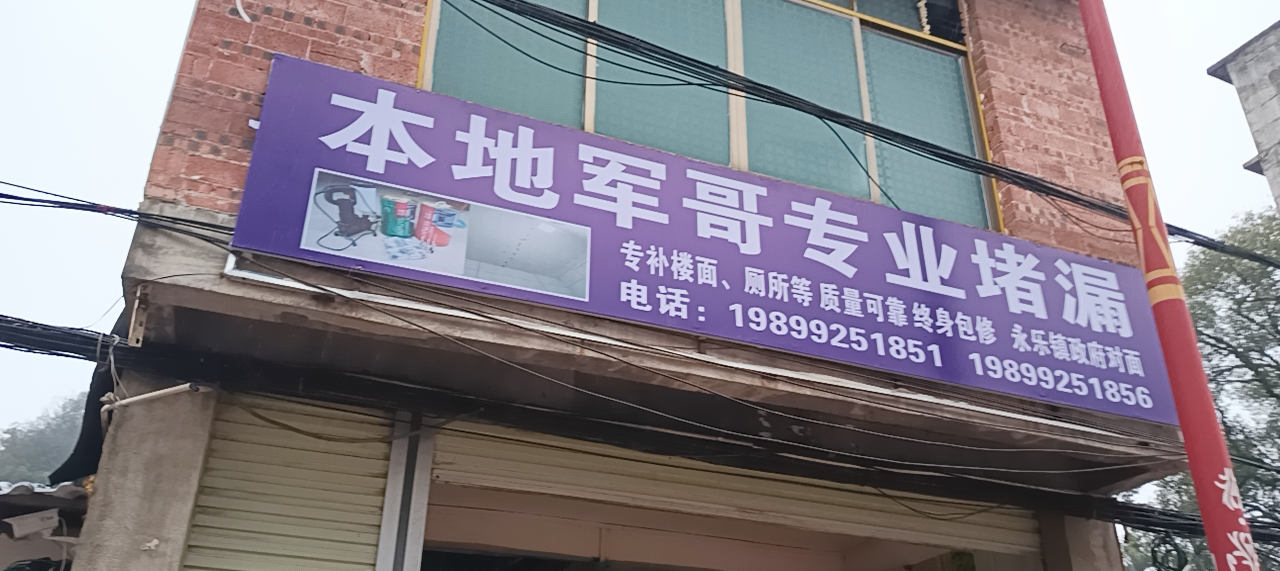 本地军哥专业堵漏
专补楼面、厕所等 质量可靠 终身包修 永乐镇政府对面
电话：19899251851 19899251856